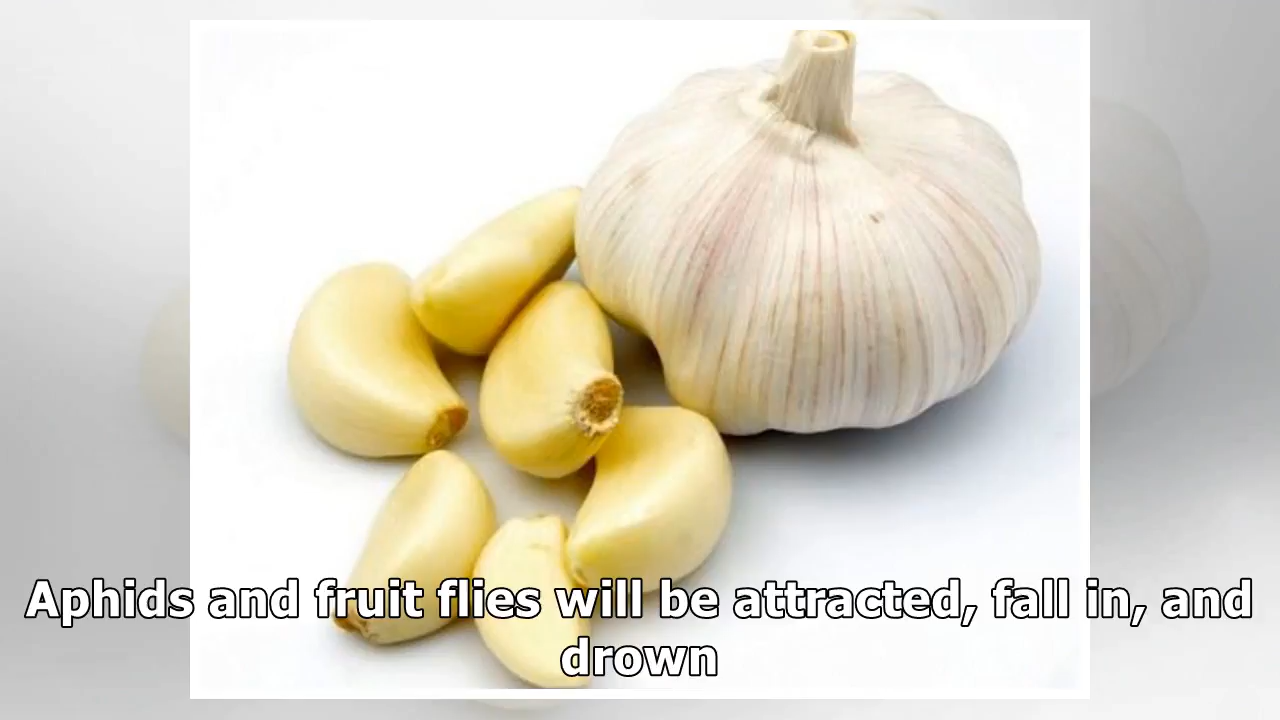 Aphids and fruit flies will be attracted, fall in, and
drown